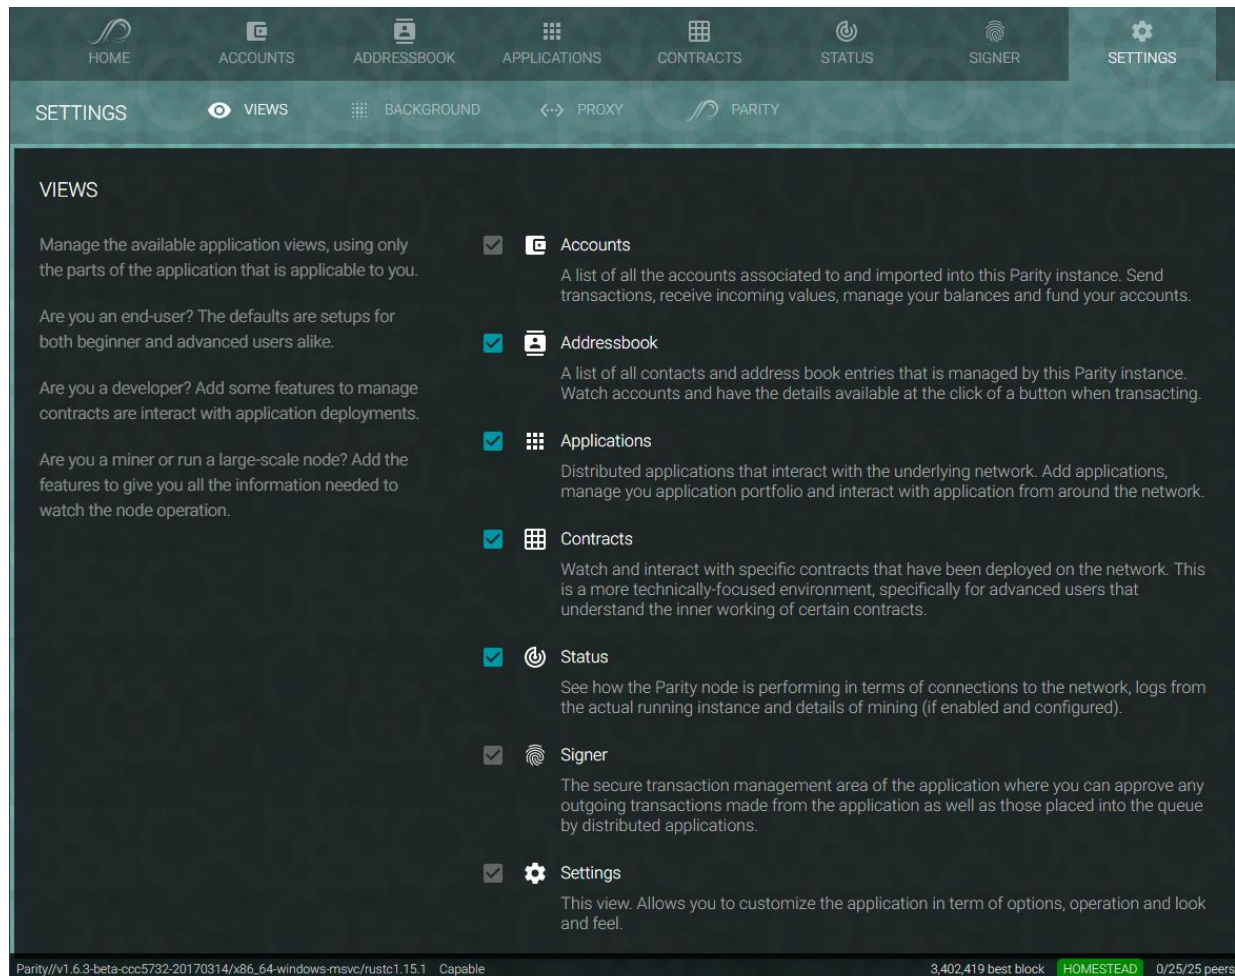 HOME
ACCOUNTS
ADDRESSBOOK
APPLICATIONS
CONTRACTS
STATUS
SIGNER
SETTINGS
SETTINGS
VIEWS
BACKGROUND
PROXY
PARITY
VIEWS
Manage the available application views, using only
the parts of the application that is applicable to you.
Are you an end-user? The defaults are setups for
both beginner and advanced users alike.
Are you a developer? Add some features to manage
contracts are interact with application deployments.
Are you a miner or run a large-scale node? Add the
features to give you all the information needed to
watch the node operation.
Accounts
A list of all the accounts associated to and imported into this Parity instance. Send
transactions, receive incoming values, manage your balances and fund your accounts.
Addressbook
A list of all contacts and address book entries that is managed by this Parity instance.
Watch accounts and have the details available at the click of a button when transacting.
Applications
Distributed applications that interact with the underlying network. Add applications,
manage you application portfolio and interact with application from around the network.
Contracts
Watch and interact with specific contracts that have been deployed on the network. This
is a more technically-focused environment, specifically for advanced users that
understand the inner working of certain contracts.
Status
See how the Parity node is performing in terms of connections to the network, logs from
the actual running instance and details of mining (if enabled and configured).
Signer
The secure transaction management area of the application where you can approve any
outgoing transactions made from the application as well as those placed into the queue
by distributed applications.
Settings
This view. Allows you to customize the application in term of options, operation and look
and feel.
Parity//v1.6.3-beta-ccc5732-20170314/x86_64-windows-msvc/rustc1.15.1 Capable
3,402,419 best block HOMESTEAD 0/25/25 peers